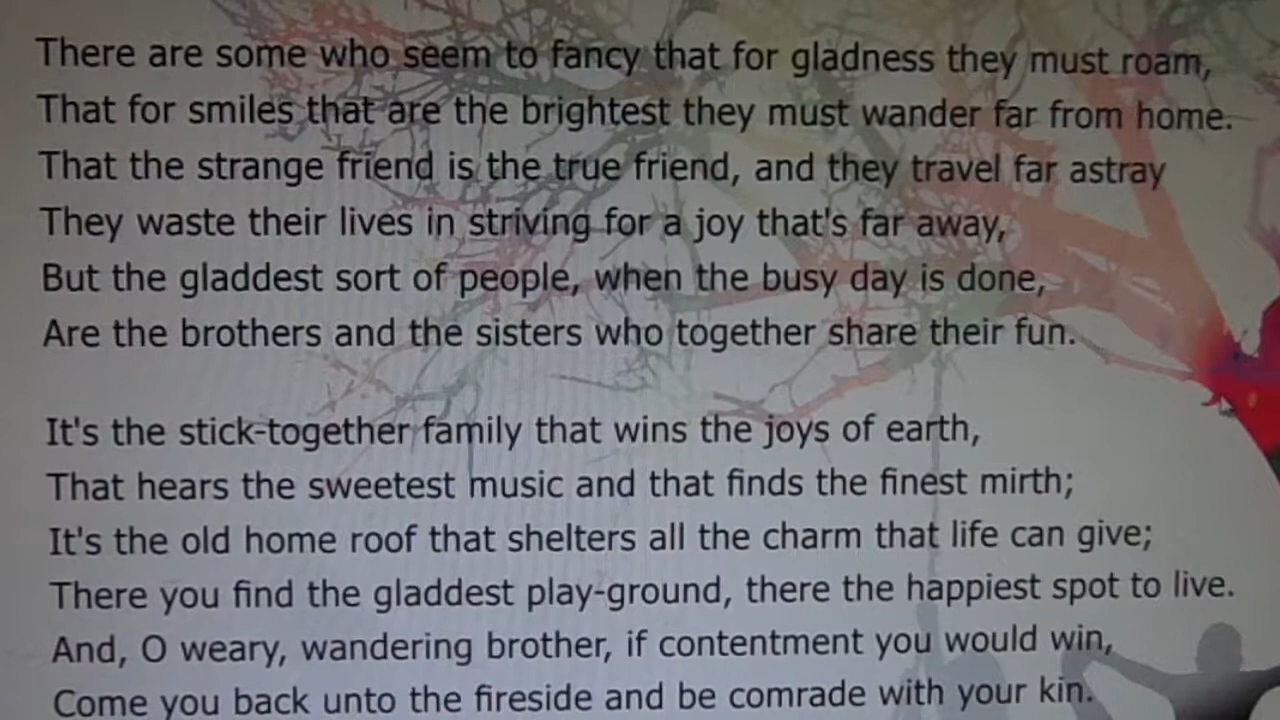 There are some who seem to fancy that for gladness they must roam,
That for smiles that are the brightest they must wander far from home.
That the strange friend is the true friend, and they travel far astray
They waste their lives in striving for a joy that's far away,
But the gladdest sort of people, when the busy day is done,
Are the brothers and the sisters who together share their fun.
It's the stick-together family that wins the joys of earth,
That hears the sweetest music and that finds the finest mirth;
It's the old home roof that shelters all the charm that life can give;
There you find the gladdest play-ground, there the happiest spot to live.
And, O weary, wandering brother, if contentment you would win,
Come you back unto the fireside and be comrade with your kin.